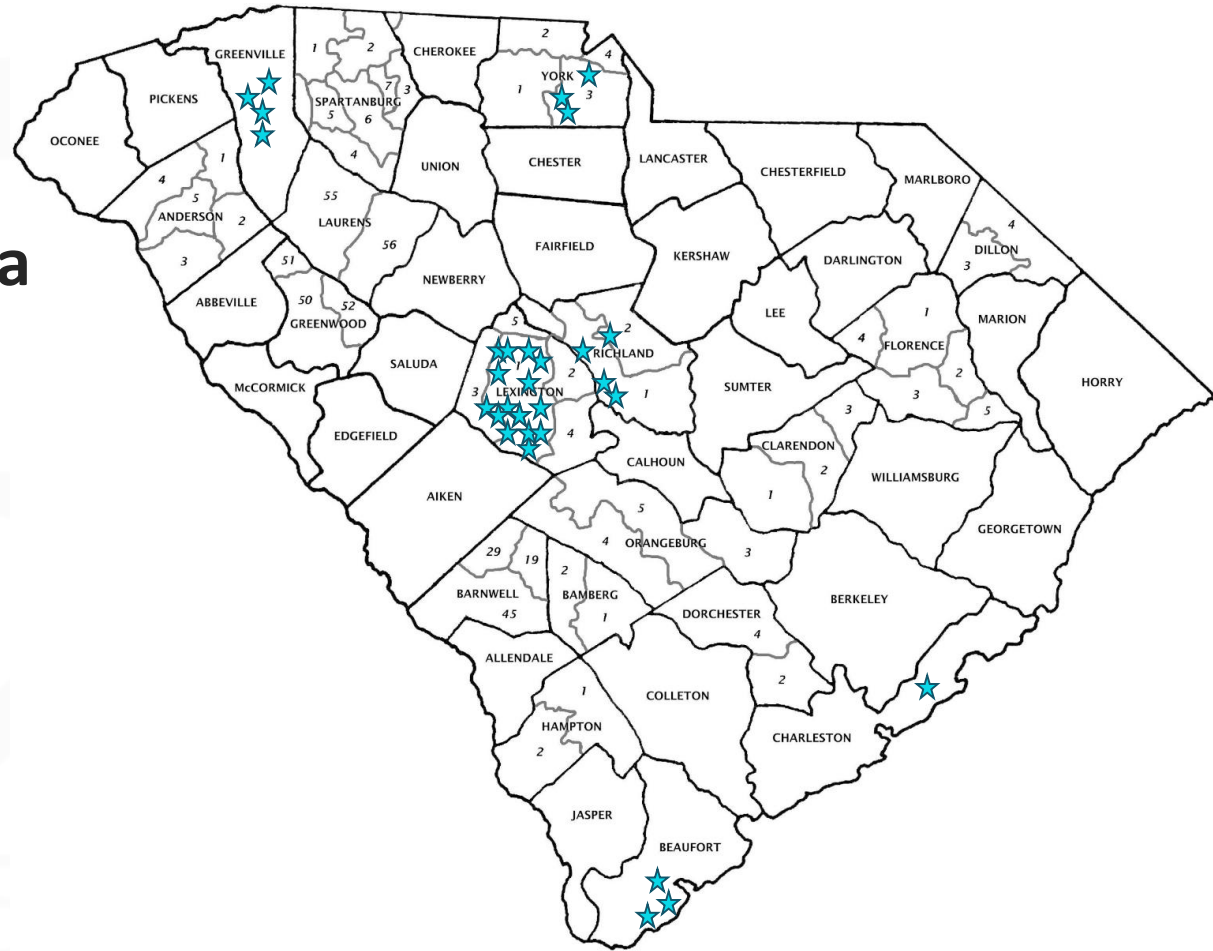 GREENVILLE
1
2
CHEROKEE
2
4
YORK
1
3
7
3
SPARTANBURG
5
6
4
PICKENS
OCONEE
UNION
CHESTER
LANCASTER
CHESTERFIELD
MARLBORO
4
DILLON
3
1
4
5
ANDERSON
2
3
55
LAURENS
56
a
FAIRFIELD
KERSHAW
DARLINGTON
NEWBERRY
ABBEVILLE
51
50
52
GREENWOOD
LEE
1
4
FLORENCE
2
3
5
MARION
HORRY
5
2
RICHLAND
1
SALUDA
McCORMICK
1
2
3
LEXINGTON
4
SUMTER
EDGEFIELD
3
CLARENDON
2
1
CALHOUN
WILLIAMSBURG
AIKEN
5
4
ORANGEBURG
3
GEORGETOWN
29
19
BARNWELL
45
2
BAMBERG
1
DORCHESTER
4
2
BERKELEY
ALLENDALE
1
HAMPTON
2
COLLETON
CHARLESTON
JASPER
BEAUFORT